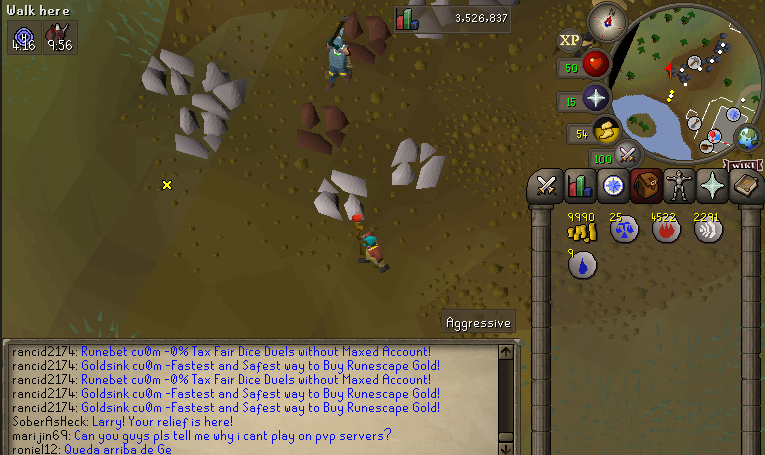 Walk here
4:16 9:56
3,526,837
XP
50
15
54
100
WIKI
9990 25 4522 2291
9
Aggressive
rancid2174: Runebet cu0m -0% Tax Fair Dice Duels without Maxed Account!
rancid2174: Goldsink cu0m -Fastest and Safest way to Buy Runescape Gold!
rancid2174: Runebet cu0m -0% Tax Fair Dice Duels without Maxed Account!
rancid2174: Goldsink cu0m -Fastest and Safest way to Buy Runescape Gold!
rancid2174: Goldsink cu0m -Fastest and Safest way to Buy Runescape Gold!
SoberAsHeck: Larry! Your relief is here!
marijin69: Can you guys pls tell me why i cant play on pvp servers?
roniel12: Queda arriba de Ge